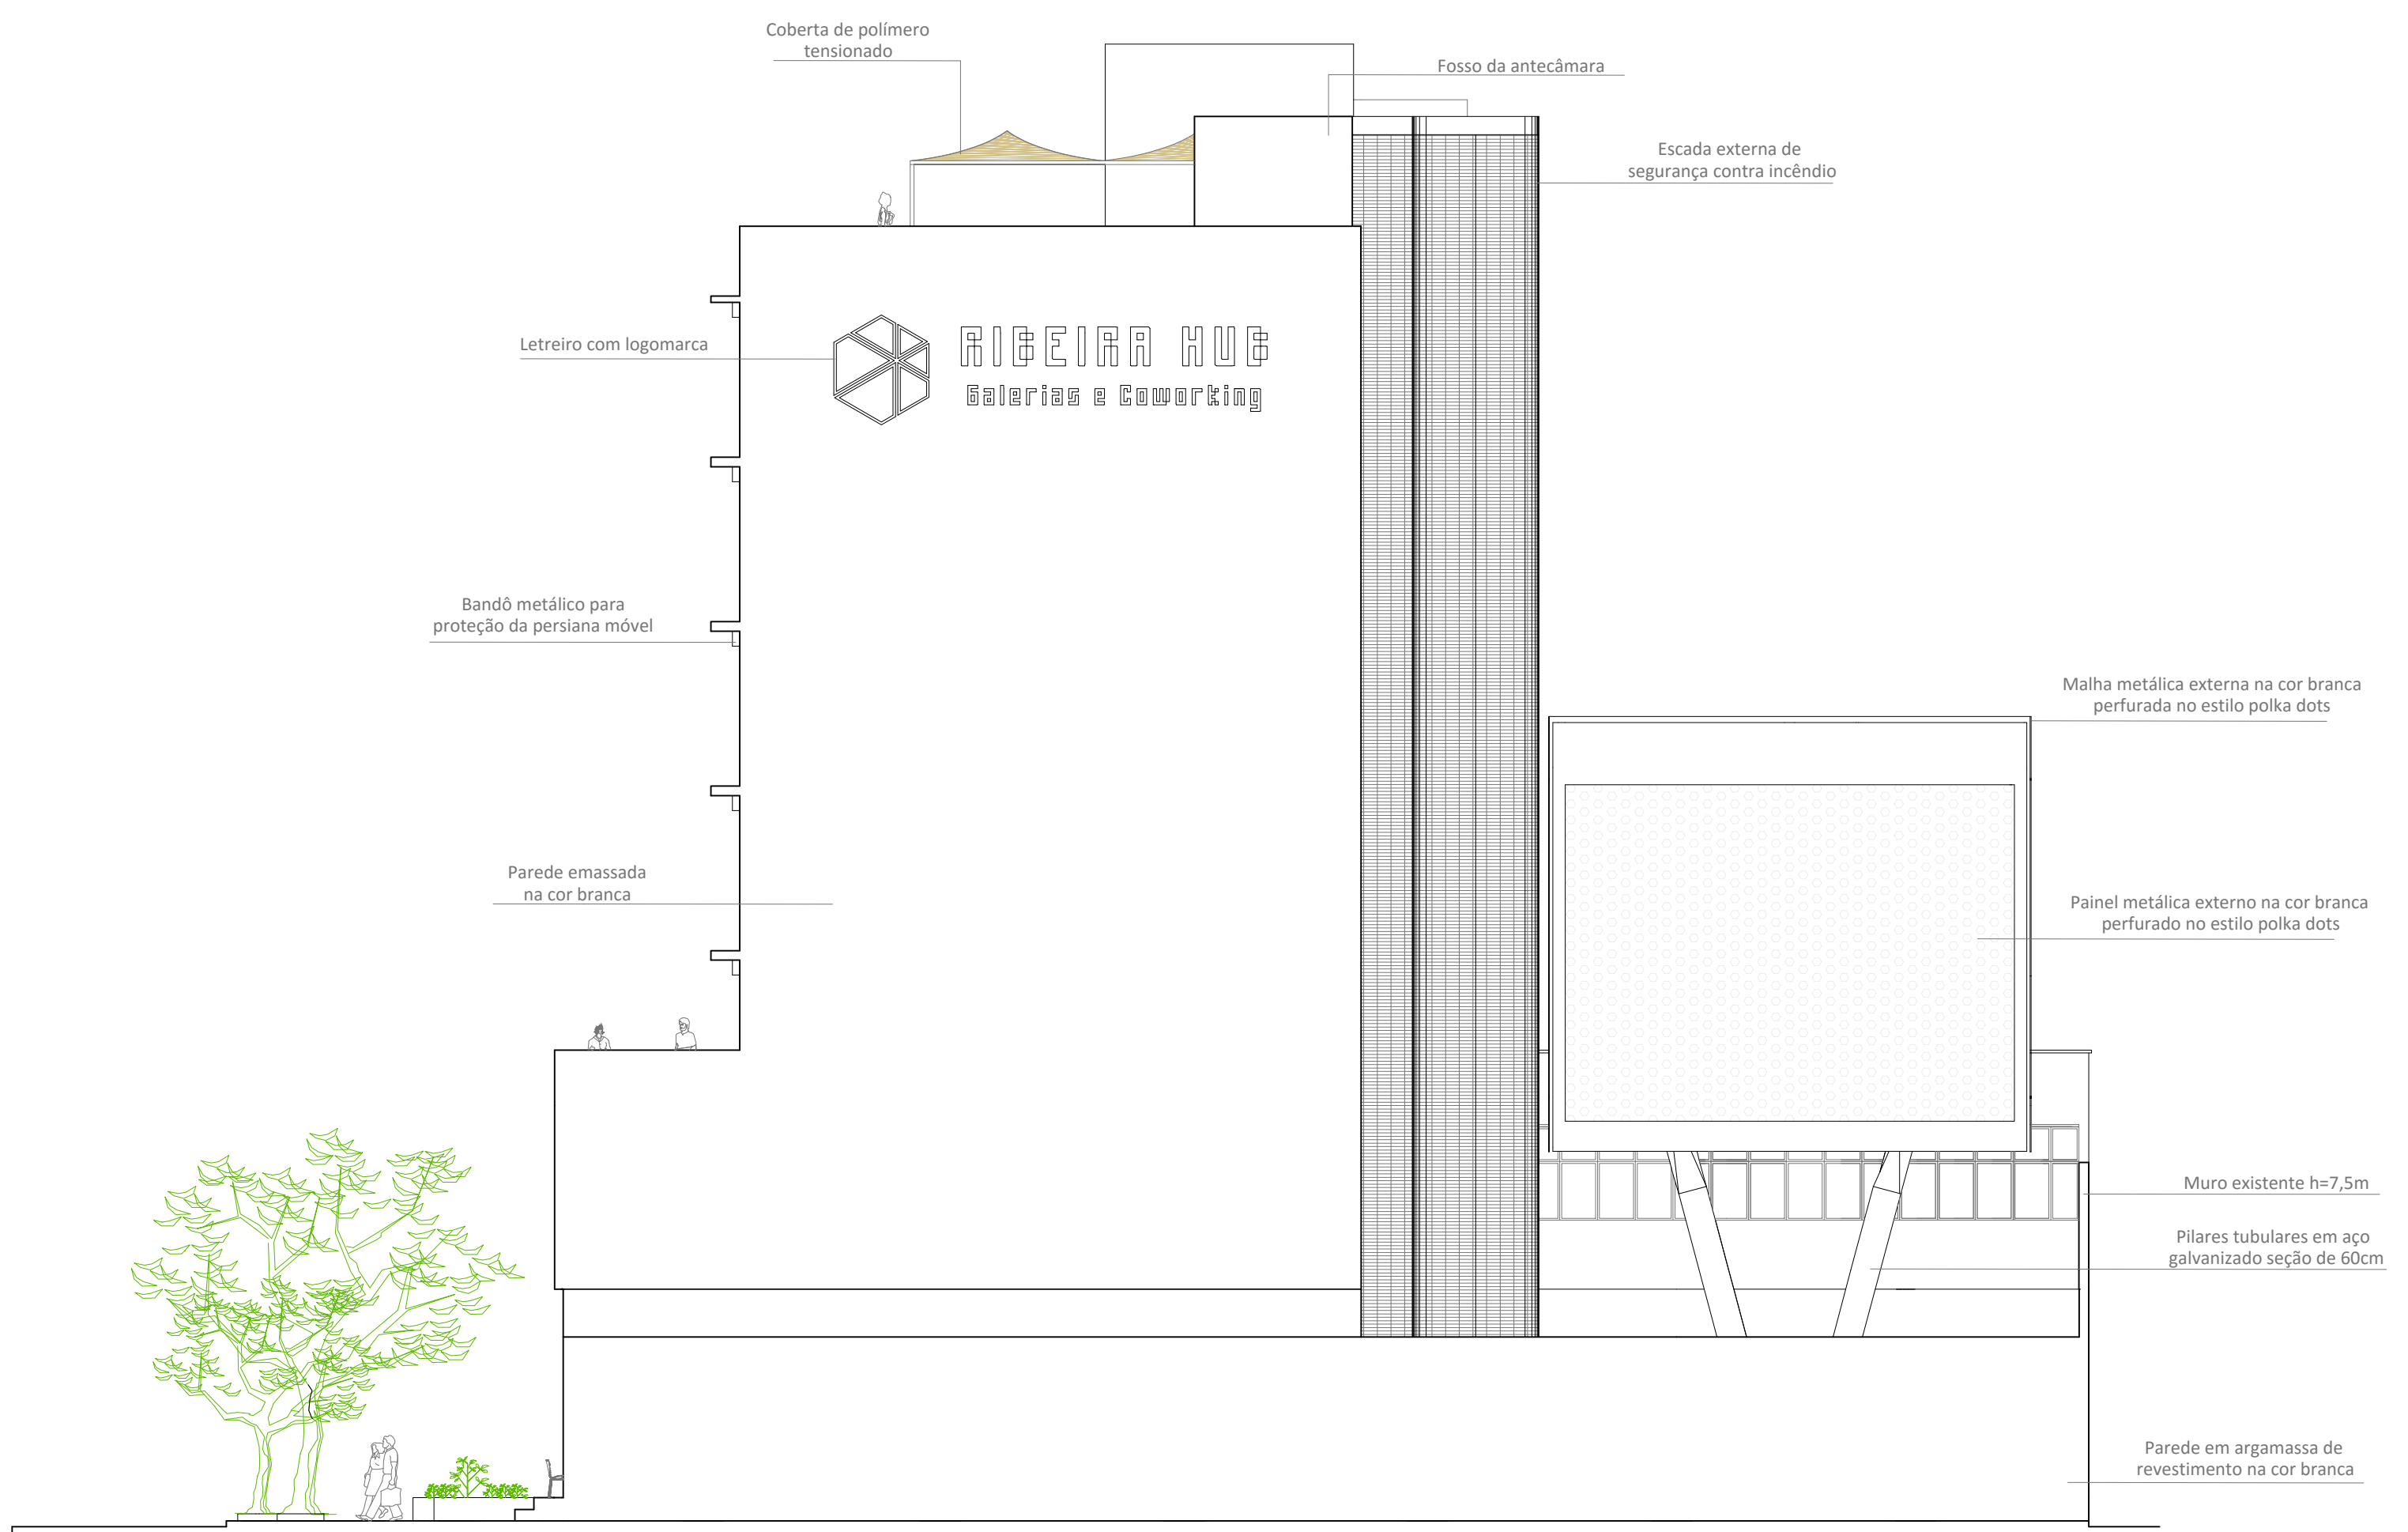 Coberta de polímero
tensionado
Fosso da antecâmara
Escada externa de
segurança contra incêndio
Letreiro com logomarca
RIBEIRA HUB
Galerias e Coworking
Bandô metálico para
proteção da persiana móvel
Malha metálica externa na cor branca
perfurada no estilo polka dots
Parede emassada
na cor branca
Painel metálica externo na cor branca
perfurado no estilo polka dots
Muro existente h=7,5m
Pilares tubulares em aço
galvanizado seção de 60cm
Parede em argamassa de
revestimento na cor branca